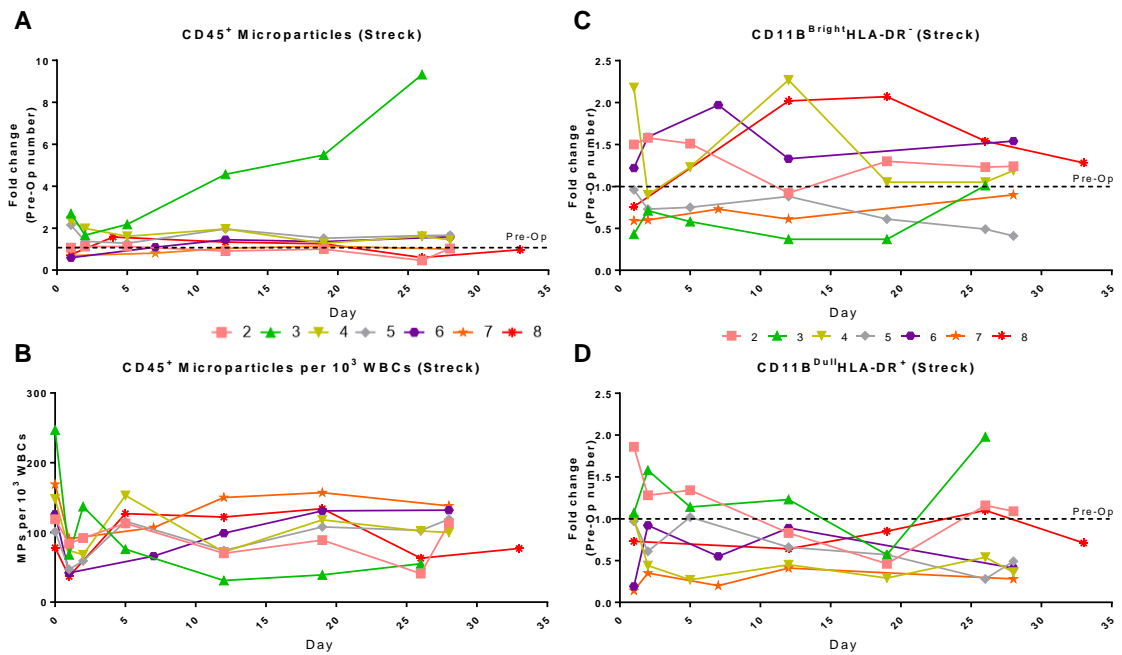 A
CD45⁺ Microparticles (Streck)
Fold change
(Pre-Op number)
10
8
6
4
2
0
Pre-Op
0 5 10 15 20 25 30 35
Day
2 3 4 5 6 7 8
B
CD45⁺ Microparticles per 10³ WBCs (Streck)
MPs per 10³ WBCs
300
200
100
0
0 5 10 15 20 25 30 35
Day
C
CD11B^Bright HLA-DR⁻ (Streck)
Fold change
(Pre-Op number)
2.5
2.0
1.5
1.0
0.5
0.0
Pre-Op
0 5 10 15 20 25 30 35
Day
2 3 4 5 6 7 8
D
CD11B^Dull HLA-DR⁺ (Streck)
Fold change
(Pre-Op number)
2.5
2.0
1.5
1.0
0.5
0.0
Pre-Op
0 5 10 15 20 25 30 35
Day